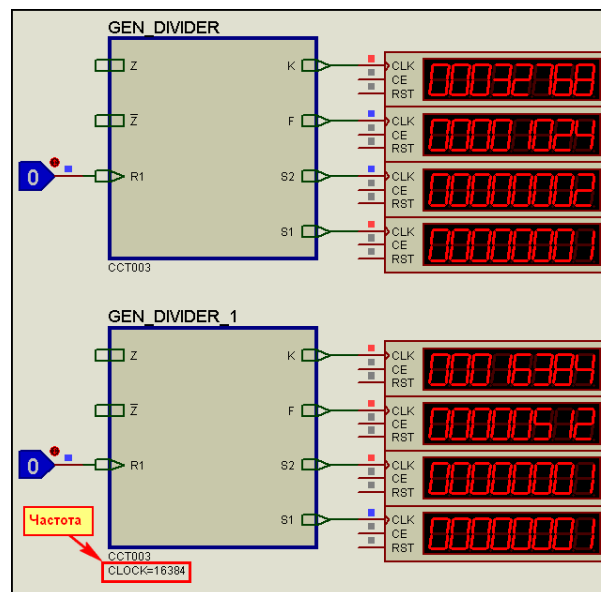 GEN_DIVIDER
Z K CLK 00032768
CE
RST
Z F CLK 00001024
CE
RST
0 R1 S2 CLK 00000002
CE
RST
S1 CLK 00000001
CE
RST
CCT003
GEN_DIVIDER_1
Z K CLK 00016384
CE
RST
Z F CLK 00000512
CE
RST
0 R1 S2 CLK 00000001
CE
RST
Частота S1 CLK 00000001
CE
RST
CCT003
CLOCK=16384